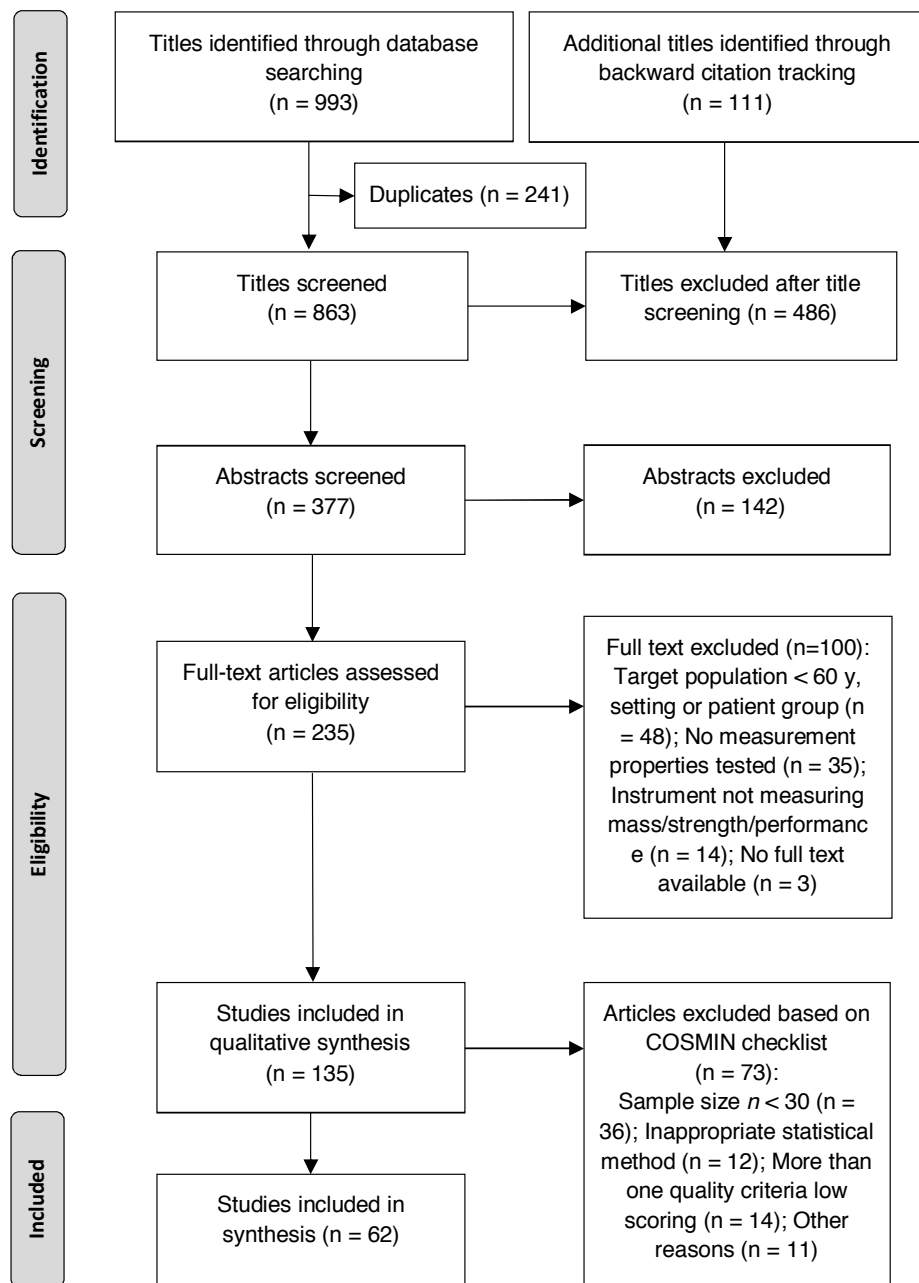 Identification
Titles identified through database
searching
(n = 993)
Additional titles identified through
backward citation tracking
(n = 111)
Duplicates (n = 241)
Screening
Titles screened
(n = 863)
Titles excluded after title
screening (n = 486)
Abstracts screened
(n = 377)
Abstracts excluded
(n = 142)
Eligibility
Full-text articles assessed
for eligibility
(n = 235)
Full text excluded (n=100):
Target population < 60 y,
setting or patient group (n
= 48); No measurement
properties tested (n = 35);
Instrument not measuring
mass/strength/performanc
e (n = 14); No full text
available (n = 3)
Studies included in
qualitative synthesis
(n = 135)
Articles excluded based on
COSMIN checklist
(n = 73):
Sample size n < 30 (n =
36); Inappropriate statistical
method (n = 12); More than
one quality criteria low
scoring (n = 14); Other
reasons (n = 11)
Included
Studies included in
synthesis (n = 62)